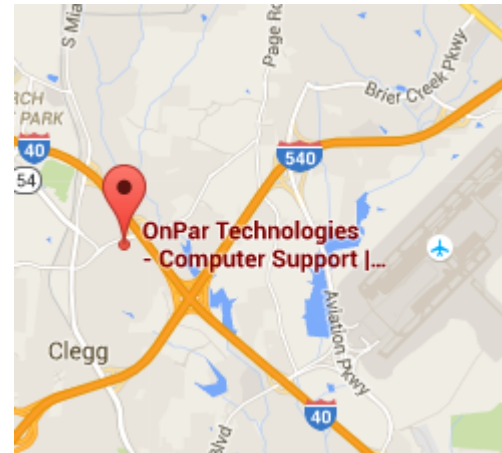 S Mia
Page Ro
Brier Creek Pkwy
RCH
PARK
40
540
54
OnPar Technologies
- Computer Support |...
Clegg
Aviation Pkwy
40
Blvd